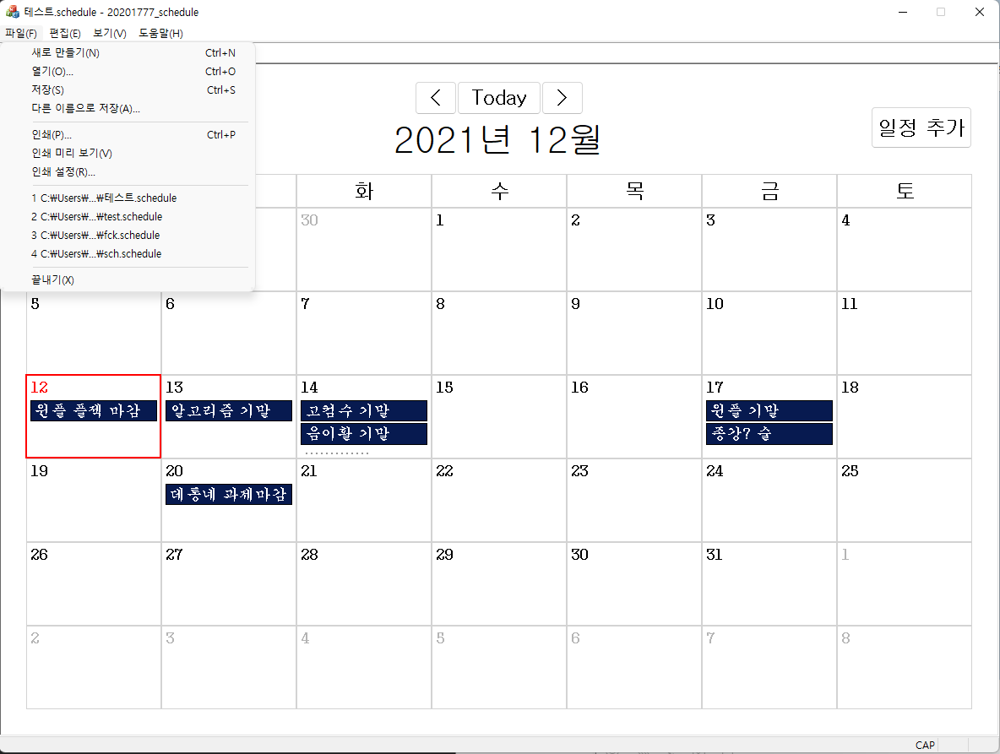 테스트.schedule - 20201777_schedule
파일(F) 편집(E) 보기(V) 도움말(H)
새로 만들기(N) Ctrl+N
열기(O)... Ctrl+O
저장(S) Ctrl+S
다른 이름으로 저장(A)...
인쇄(P)... Ctrl+P
인쇄 미리 보기(V)
인쇄 설정(R)...
1 C:\Users\...\테스트.schedule
2 C:\Users\...\test.schedule
3 C:\Users\...\fck.schedule
4 C:\Users\...\sch.schedule
끝내기(X)
< Today >
2021년 12월
일정 추가
화 수 목 금 토
30 1 2 3 4
5 6 7 8 9 10 11
12 13 14 15 16 17 18
윈플 플젝 마감 알고리즘 기말 고컴수 기말 윈플 기말
음이활 기말 종강? 술
.............
19 20 21 22 23 24 25
데통네 과제마감
26 27 28 29 30 31 1
2 3 4 5 6 7 8
CAP